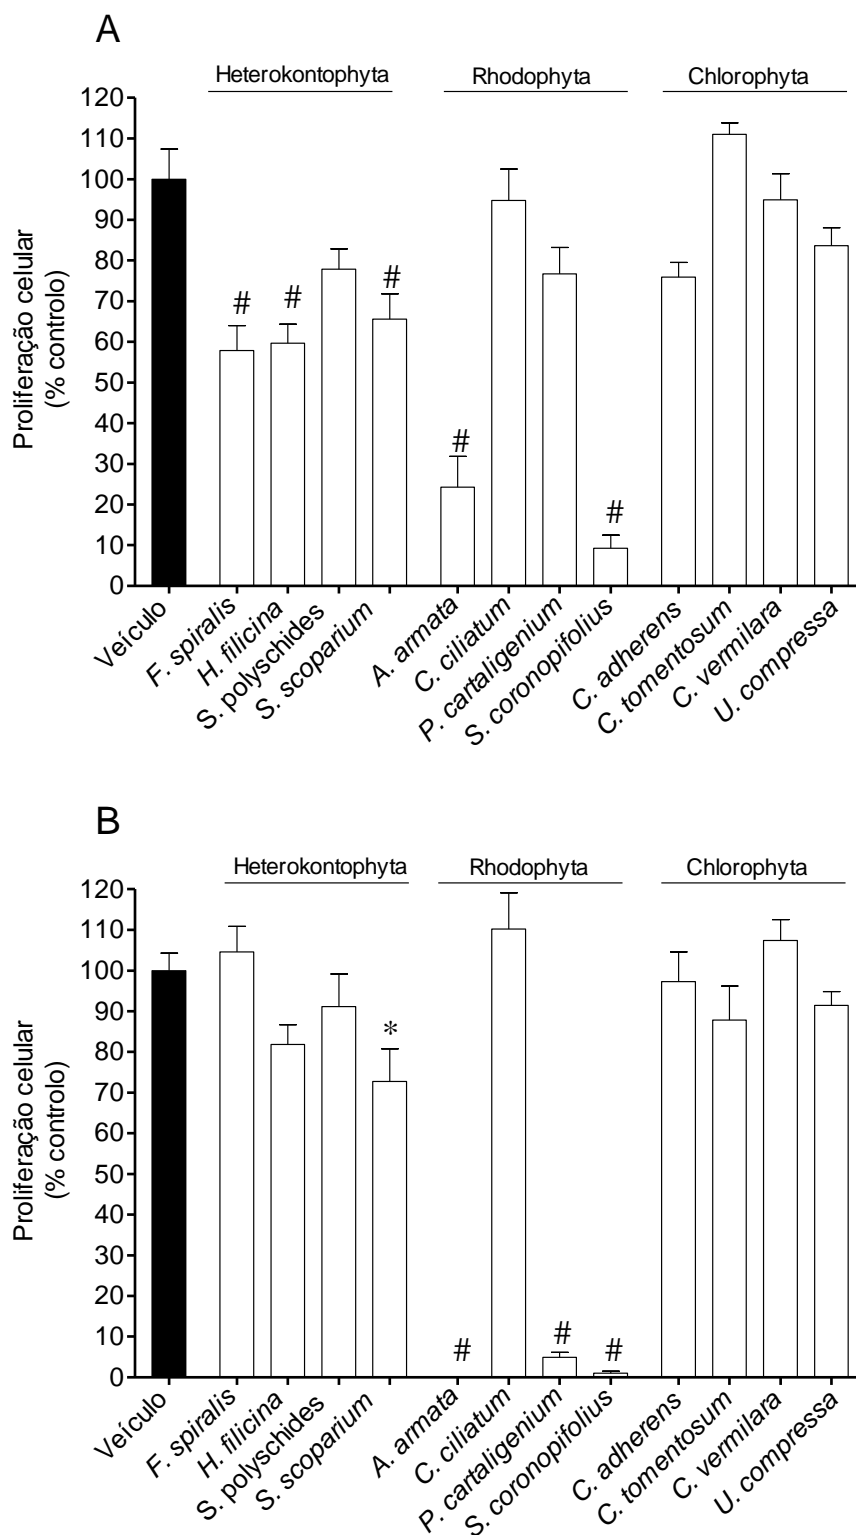 A
Heterokontophyta
Rhodophyta
Chlorophyta
Proliferação celular
(% controlo)
120
110
100
90
80
70
60
50
40
30
20
10
0
# # # # #
Veículo
F. spiralis
H. filicina
S. polyschides
S. scoparium
A. armata
C. ciliatum
P. cartaligenium
S. coronopifolius
C. adherens
C. tomentosum
C. vermilara
U. compressa
B
Heterokontophyta
Rhodophyta
Chlorophyta
Proliferação celular
(% controlo)
120
110
100
90
80
70
60
50
40
30
20
10
0
* # # #
Veículo
F. spiralis
H. filicina
S. polyschides
S. scoparium
A. armata
C. ciliatum
P. cartaligenium
S. coronopifolius
C. adherens
C. tomentosum
C. vermilara
U. compressa